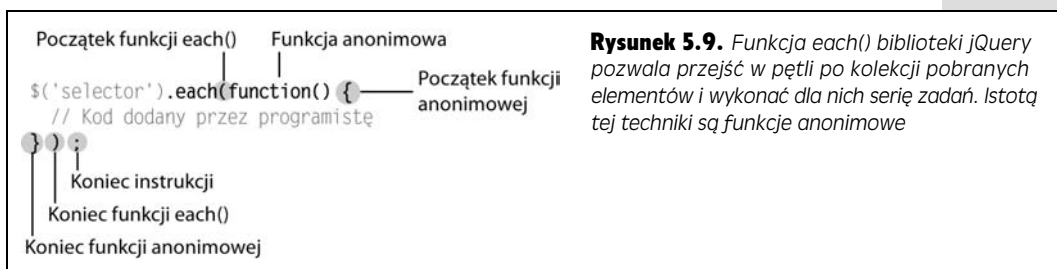 Początek funkcji each()
Funkcja anonimowa
$('selector').each(function() {
Początek funkcji
anonimowej
// Kod dodany przez programistę
} ) ;
Koniec instrukcji
Koniec funkcji each()
Koniec funkcji anonimowej
Rysunek 5.9. Funkcja each() biblioteki jQuery
pozwala przejść w pętli po kolekcji pobranych
elementów i wykonać dla nich serię zadań. Istotą
tej techniki są funkcje anonimowe